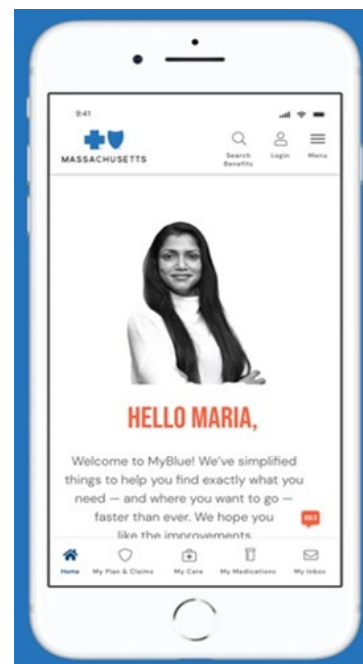 9:41
MASSACHUSETTS
Search Benefits
Login
Menu
HELLO MARIA,
Welcome to MyBlue! We've simplified
things to help you find exactly what you
need — and where you want to go —
faster than ever. We hope you
like the improvements
Home
My Plan & Claims
My Care
My Medications
My Inbox